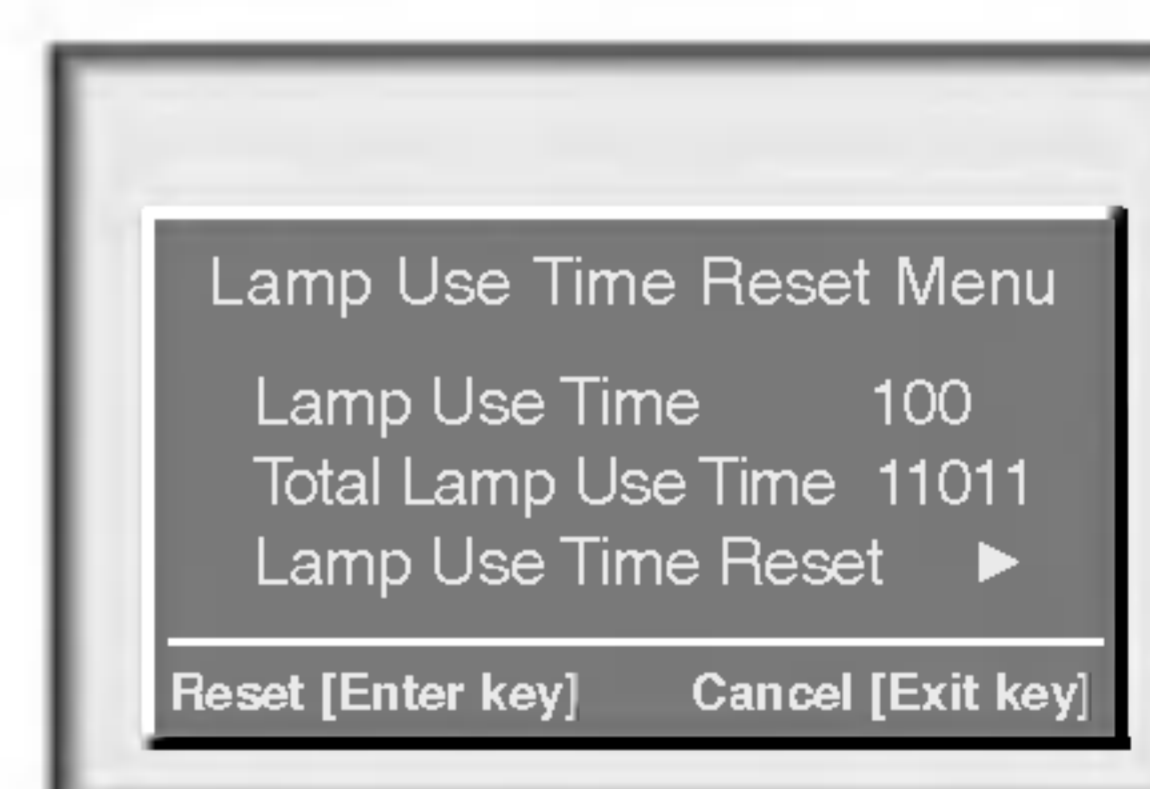 Lamp Use Time Reset Menu
Lamp Use Time 100
Total Lamp Use Time 11011
Lamp Use Time Reset ▶
Reset [Enter key] Cancel [Exit key]